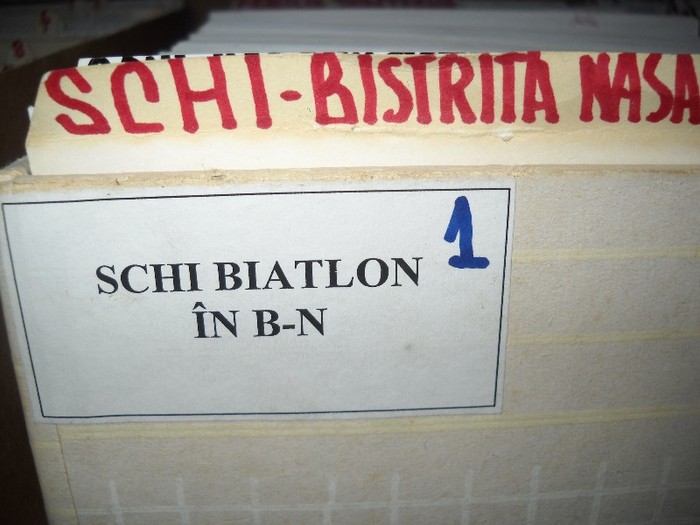 SCHI-BISTRITA NASA
1
SCHI BIATLON
ÎN B-N